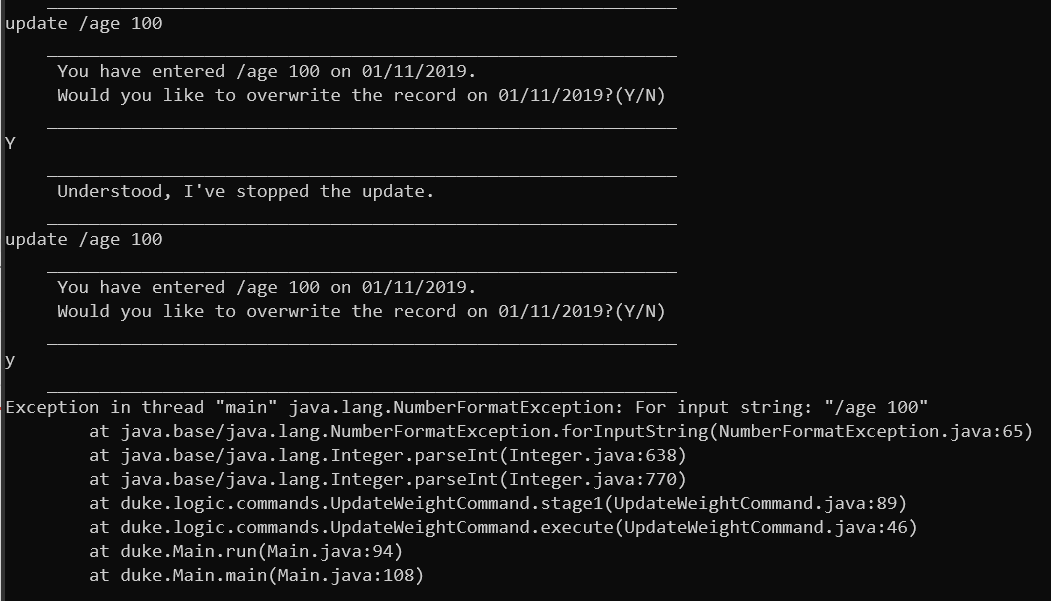 update /age 100
You have entered /age 100 on 01/11/2019.
Would you like to overwrite the record on 01/11/2019?(Y/N)
Y
Understood, I've stopped the update.
update /age 100
You have entered /age 100 on 01/11/2019.
Would you like to overwrite the record on 01/11/2019?(Y/N)
y
Exception in thread "main" java.lang.NumberFormatException: For input string: "/age 100"
at java.base/java.lang.NumberFormatException.forInputString(NumberFormatException.java:65)
at java.base/java.lang.Integer.parseInt(Integer.java:638)
at java.base/java.lang.Integer.parseInt(Integer.java:770)
at duke.logic.commands.UpdateWeightCommand.stage1(UpdateWeightCommand.java:89)
at duke.logic.commands.UpdateWeightCommand.execute(UpdateWeightCommand.java:46)
at duke.Main.run(Main.java:94)
at duke.Main.main(Main.java:108)